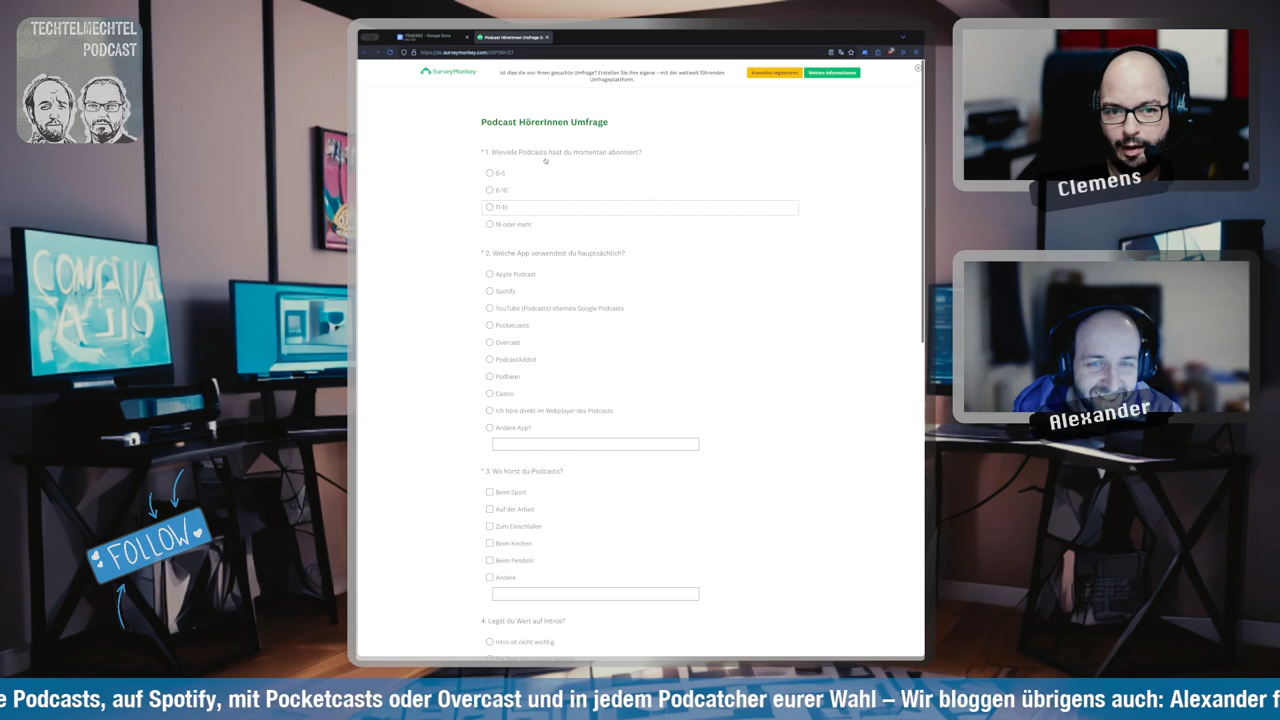 TECHTELMECHTEL
PODCAST
Podcast HörerInnen Umfrage
SurveyMonkey
Ist dies die von Ihnen gesuchte Umfrage? Erstellen Sie Ihre eigene – mit der weltweit führenden
Umfrageplattform.
Kostenlos registrieren
Weitere Informationen
Podcast HörerInnen Umfrage
* 1. Wieviele Podcasts hast du momentan abonniert?
6-10
16 oder mehr
* 2. Welche App verwendest du hauptsächlich?
Apple Podcast
Spotify
YouTube (Podcasts) ehemals Google Podcasts
Pocketcasts
Overcast
PodcastAddict
Podbean
Castro
Ich höre direkt im Webplayer des Podcasts
Andere App?
* 3. Wo hörst du Podcasts?
Beim Sport
Auf der Arbeit
Zum Einschlafen
Beim Kochen
Beim Pendeln
Andere
4. Legst du Wert auf Intros?
Intro ist nicht wichtig
Clemens
Alexander
FOLLOW
e Podcasts, auf Spotify, mit Pocketcasts oder Overcast und in jedem Podcatcher eurer Wahl – Wir bloggen übrigens auch: Alexander f